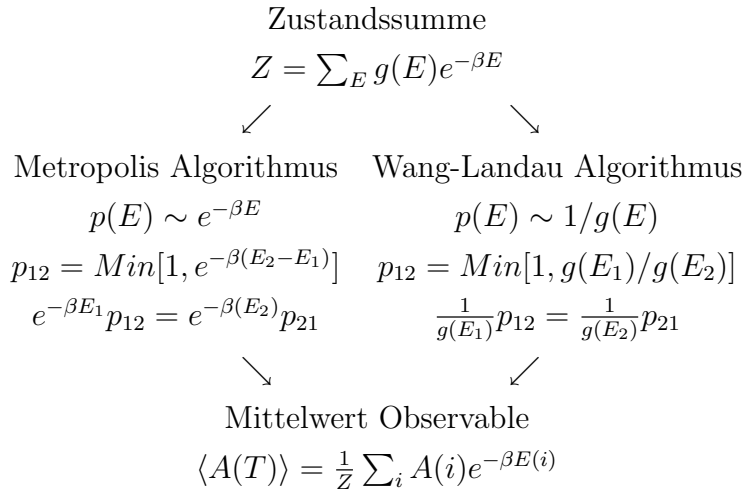 Zustandssumme
Z = ∑_E g(E)e^{−βE}
↙ ↘
Metropolis Algorithmus Wang-Landau Algorithmus
p(E) ∼ e^{−βE} p(E) ∼ 1/g(E)
p_{12} = Min[1, e^{−β(E_2−E_1)}] p_{12} = Min[1, g(E_1)/g(E_2)]
e^{−βE_1}p_{12} = e^{−β(E_2)}p_{21} \frac{1}{g(E_1)}p_{12} = \frac{1}{g(E_2)}p_{21}
↘ ↙
Mittelwert Observable
⟨A(T)⟩ = \frac{1}{Z} ∑_i A(i)e^{−βE(i)}